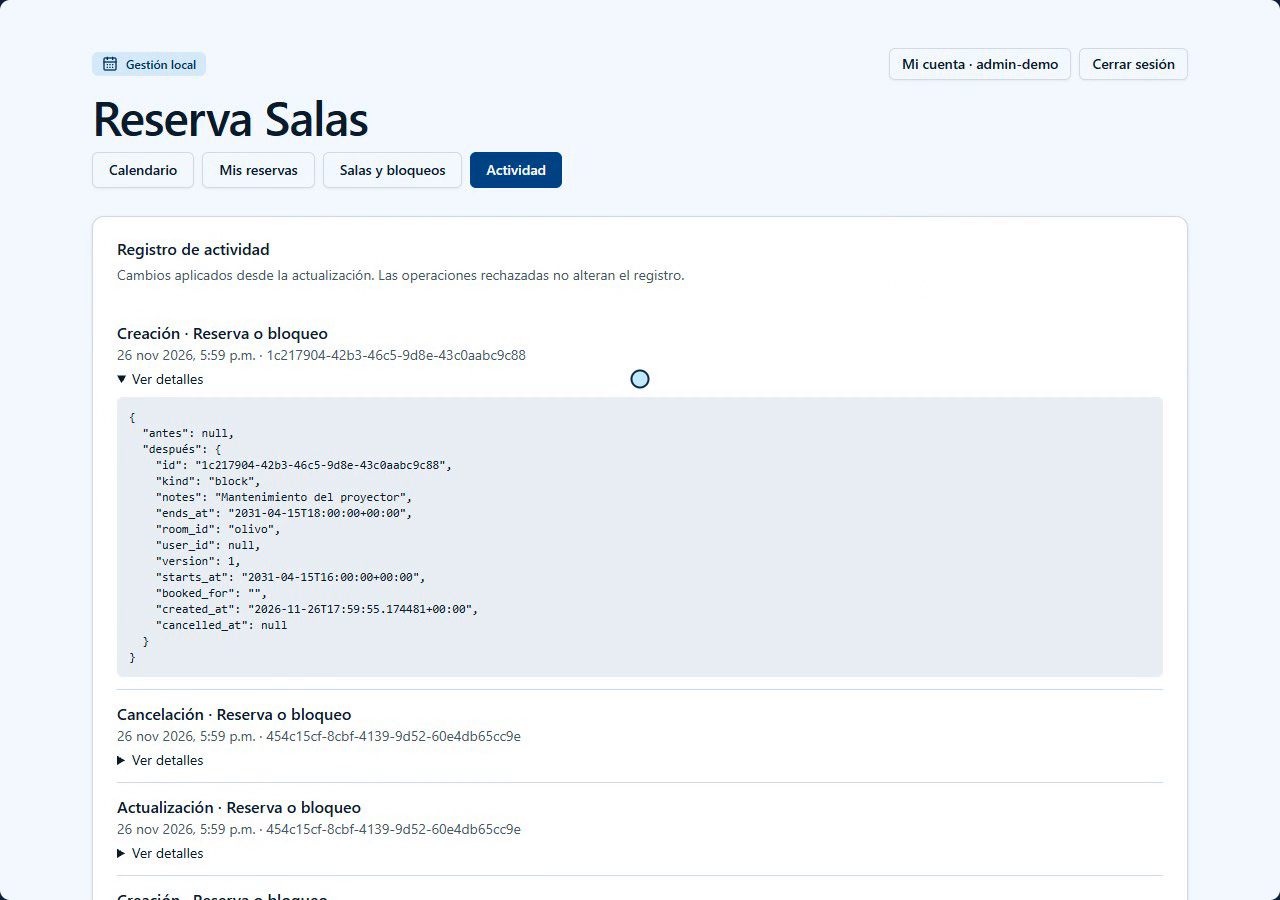 Gestión local
Mi cuenta · admin-demo
Cerrar sesión
Reserva Salas
Calendario
Mis reservas
Salas y bloqueos
Actividad
Registro de actividad
Cambios aplicados desde la actualización. Las operaciones rechazadas no alteran el registro.
Creación · Reserva o bloqueo
26 nov 2026, 5:59 p.m. · 1c217904-42b3-46c5-9d8e-43c0aabc9c88
▼ Ver detalles
{
  "antes": null,
  "después": {
    "id": "1c217904-42b3-46c5-9d8e-43c0aabc9c88",
    "kind": "block",
    "notes": "Mantenimiento del proyector",
    "ends_at": "2031-04-15T18:00:00+00:00",
    "room_id": "olivo",
    "user_id": null,
    "version": 1,
    "starts_at": "2031-04-15T16:00:00+00:00",
    "booked_for": "",
    "created_at": "2026-11-26T17:59:55.174481+00:00",
    "cancelled_at": null
  }
}
Cancelación · Reserva o bloqueo
26 nov 2026, 5:59 p.m. · 454c15cf-8cbf-4139-9d52-60e4db65cc9e
▶ Ver detalles
Actualización · Reserva o bloqueo
26 nov 2026, 5:59 p.m. · 454c15cf-8cbf-4139-9d52-60e4db65cc9e
▶ Ver detalles
Creación · Reserva o bloqueo